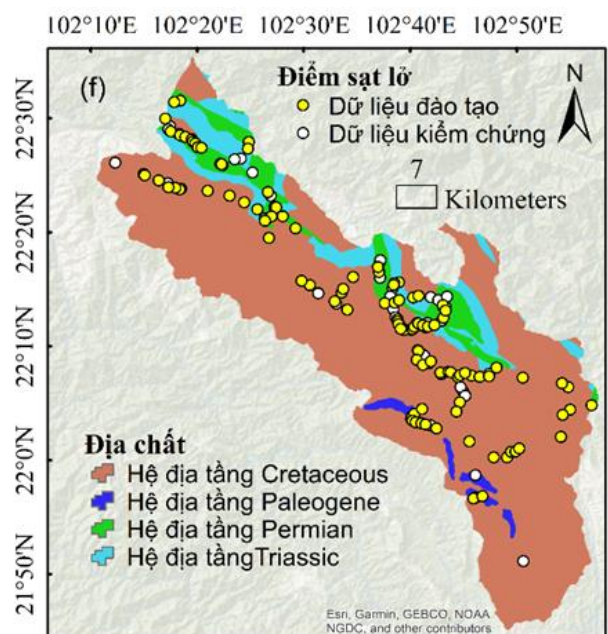 102°10'E 102°20'E 102°40'E 102°50'E
(f)
Điểm sạt lở
Dữ liệu đào tạo
Dữ liệu kiểm chứng
N
7
Kilometers
22°30'N
22°20'N
22°10'N
22°0'N
21°50'N
Địa chất
Hệ địa tầng Cretaceous
Hệ địa tầng Paleogene
Hệ địa tầng Permian
Hệ địa tầngTriassic
Esri, Garmin, GEBCO, NOAA
NGDC, and other contributors